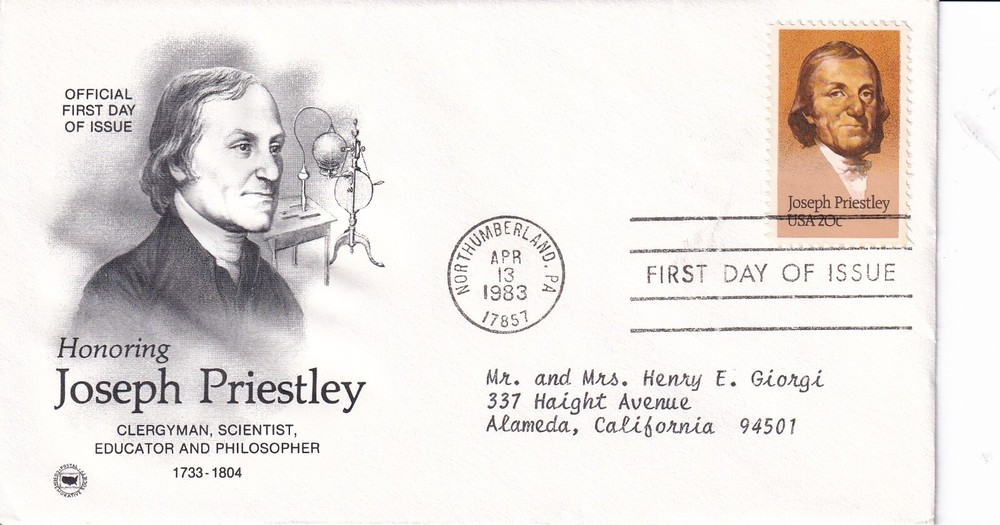 OFFICIAL
FIRST DAY
OF ISSUE
Honoring
Joseph Priestley
CLERGYMAN, SCIENTIST,
EDUCATOR AND PHILOSOPHER
1733-1804
Joseph Priestley
USA 20c
NORTHUMBERLAND, PA
APR
13
1983
17857
FIRST DAY OF ISSUE
Mr. and Mrs. Henry E. Giorgi
337 Haight Avenue
Alameda, California 94501